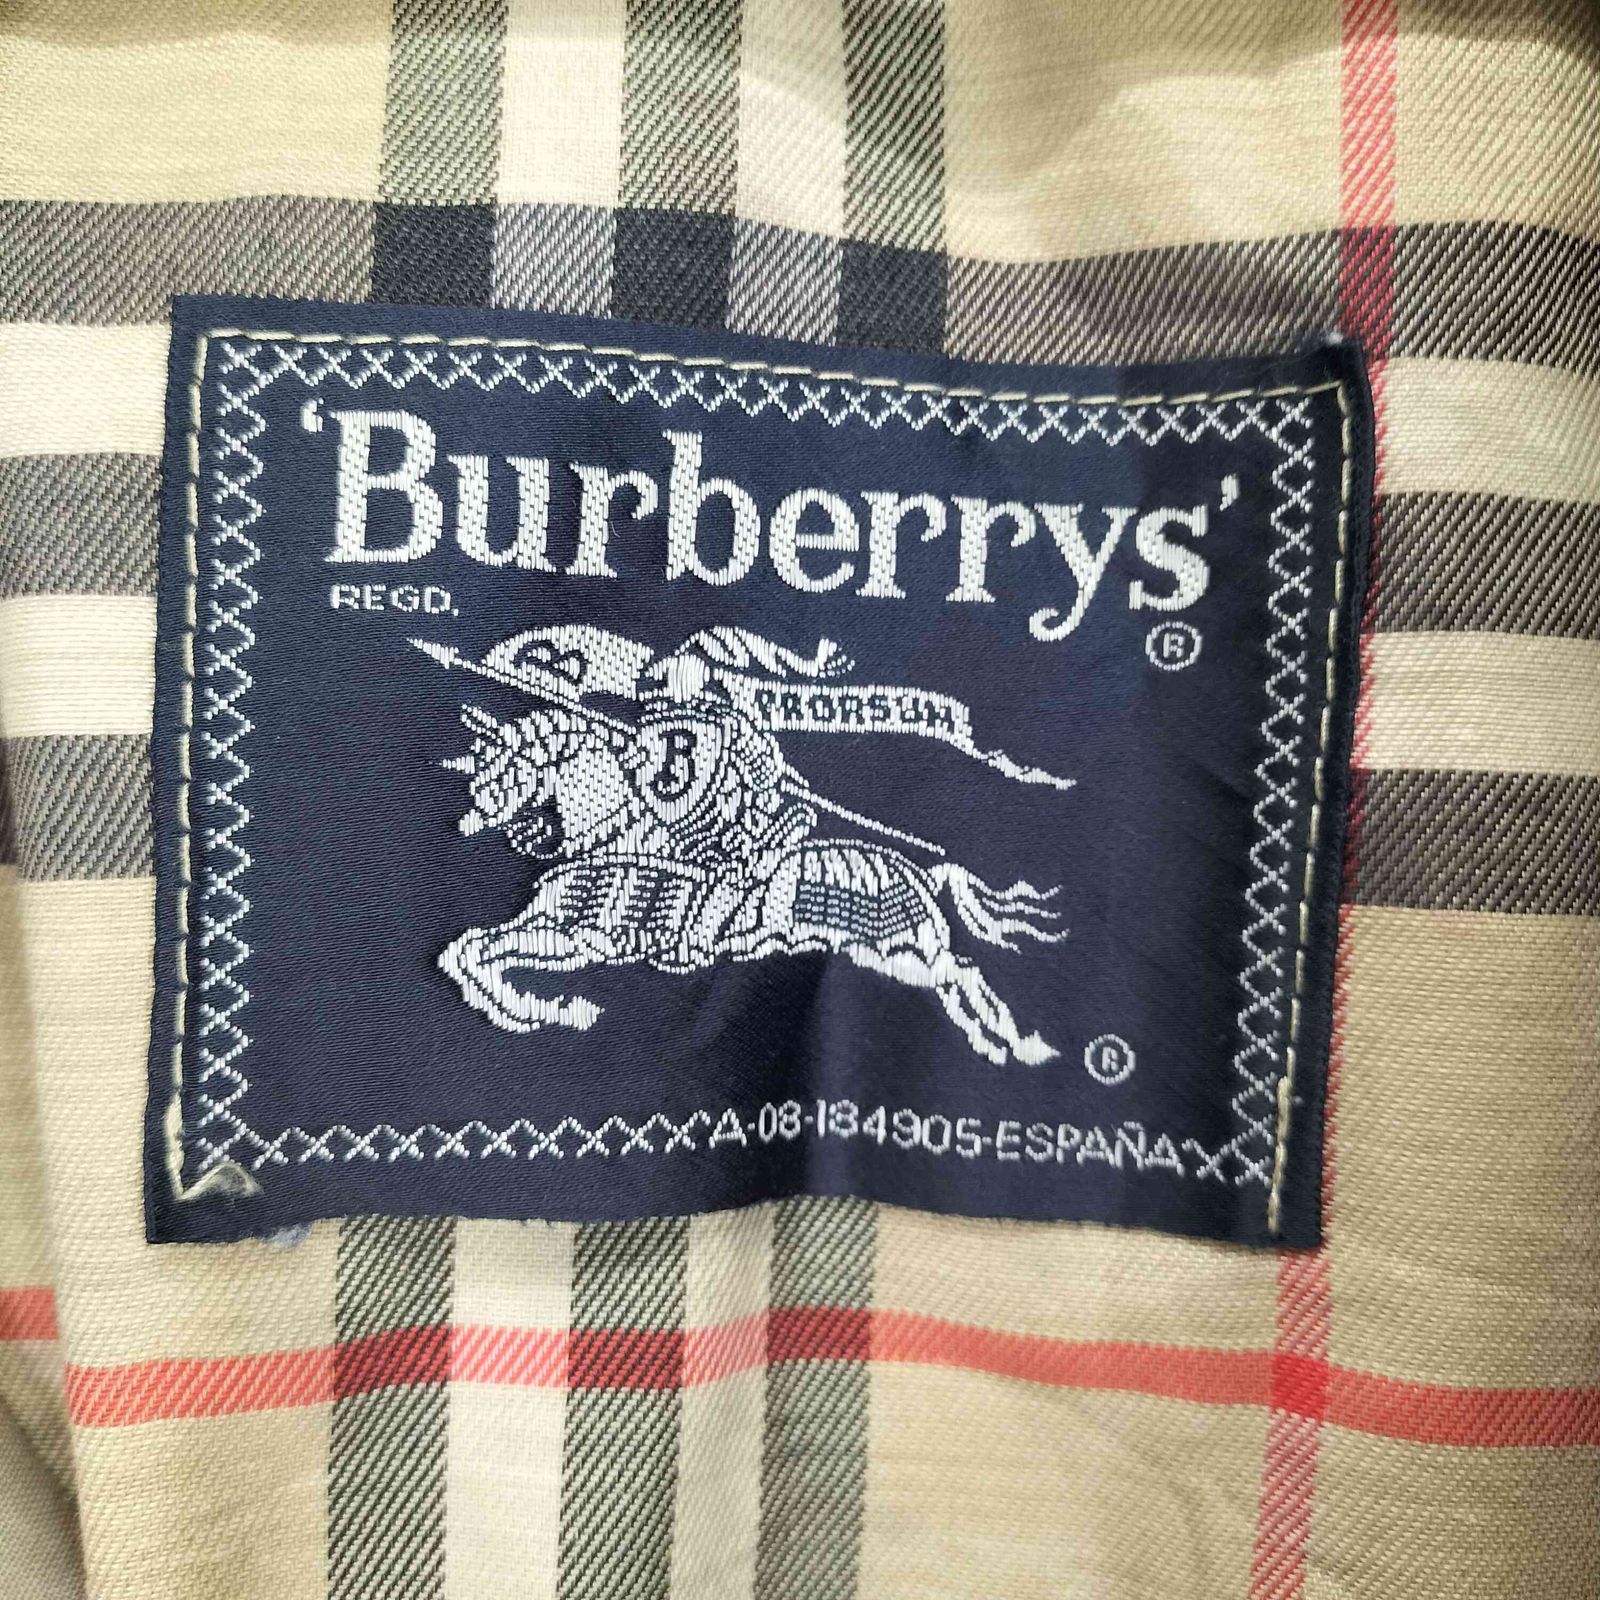 'Burberrys'
REGD. ®
B
PRORSUM
B
®
A-08-184905-ESPAÑA